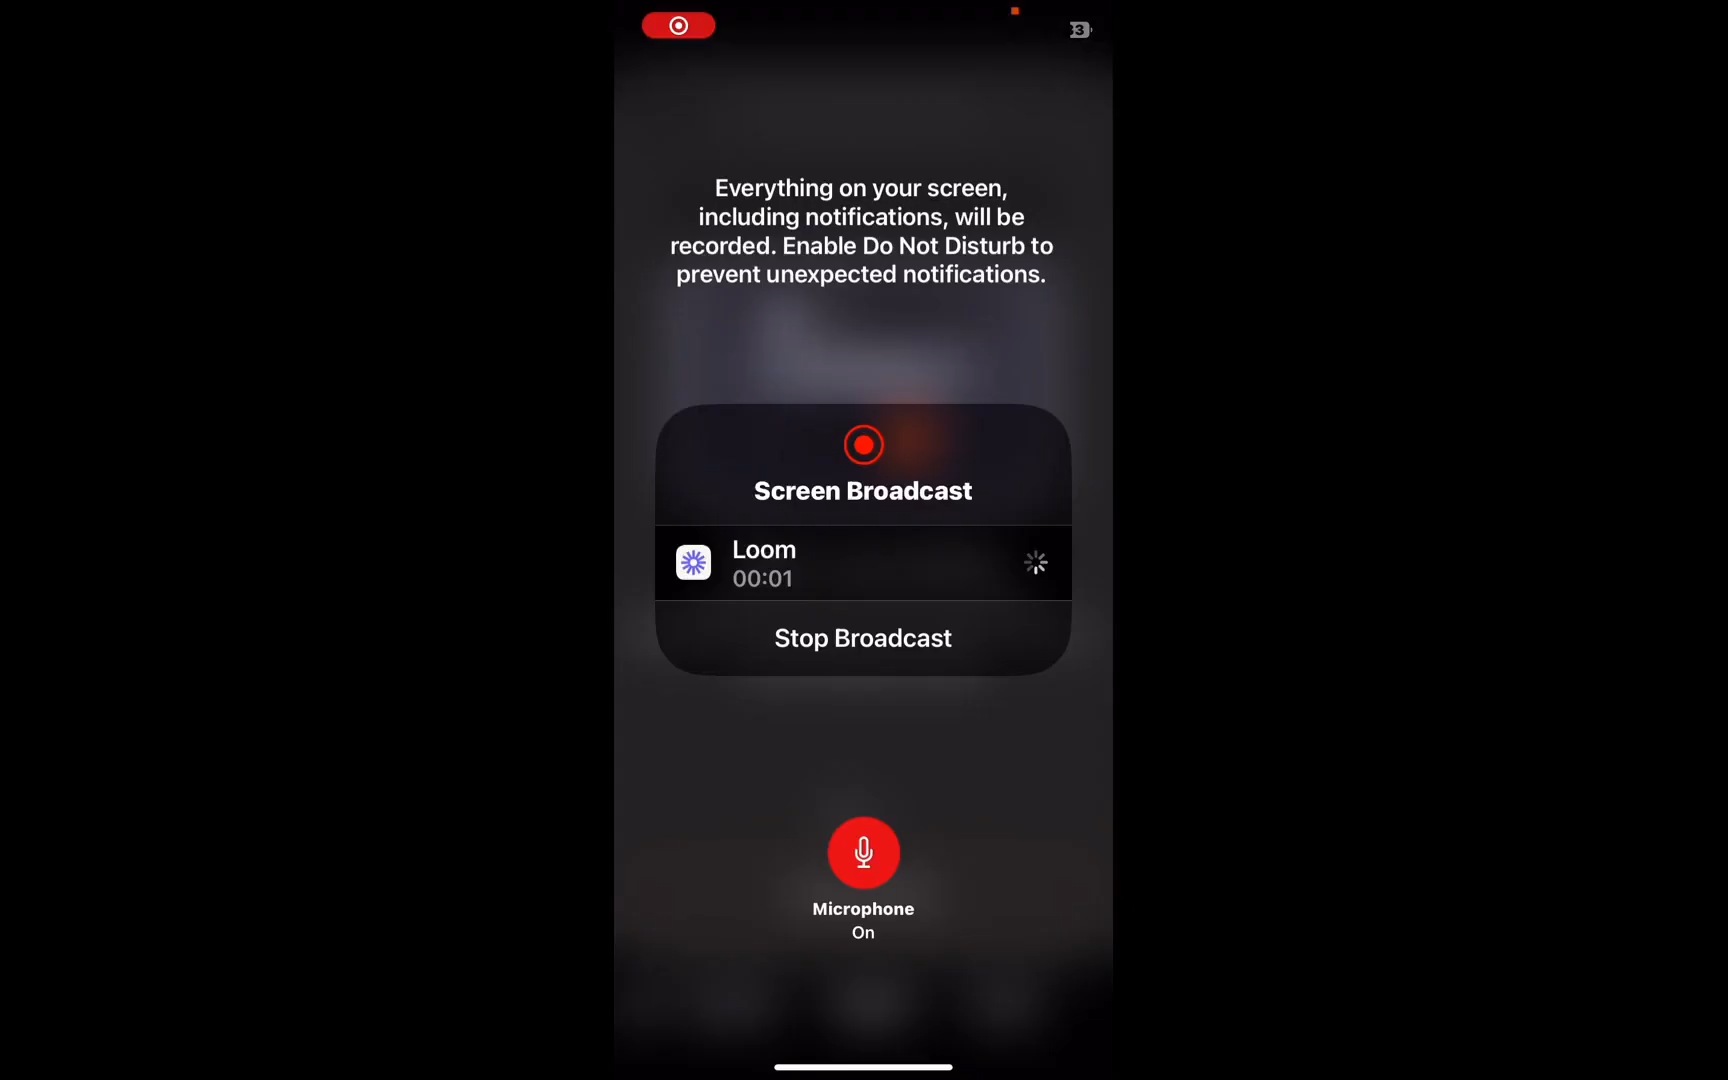 Everything on your screen,
including notifications, will be
recorded. Enable Do Not Disturb to
prevent unexpected notifications.
Screen Broadcast
Loom
00:01
Stop Broadcast
Microphone
On